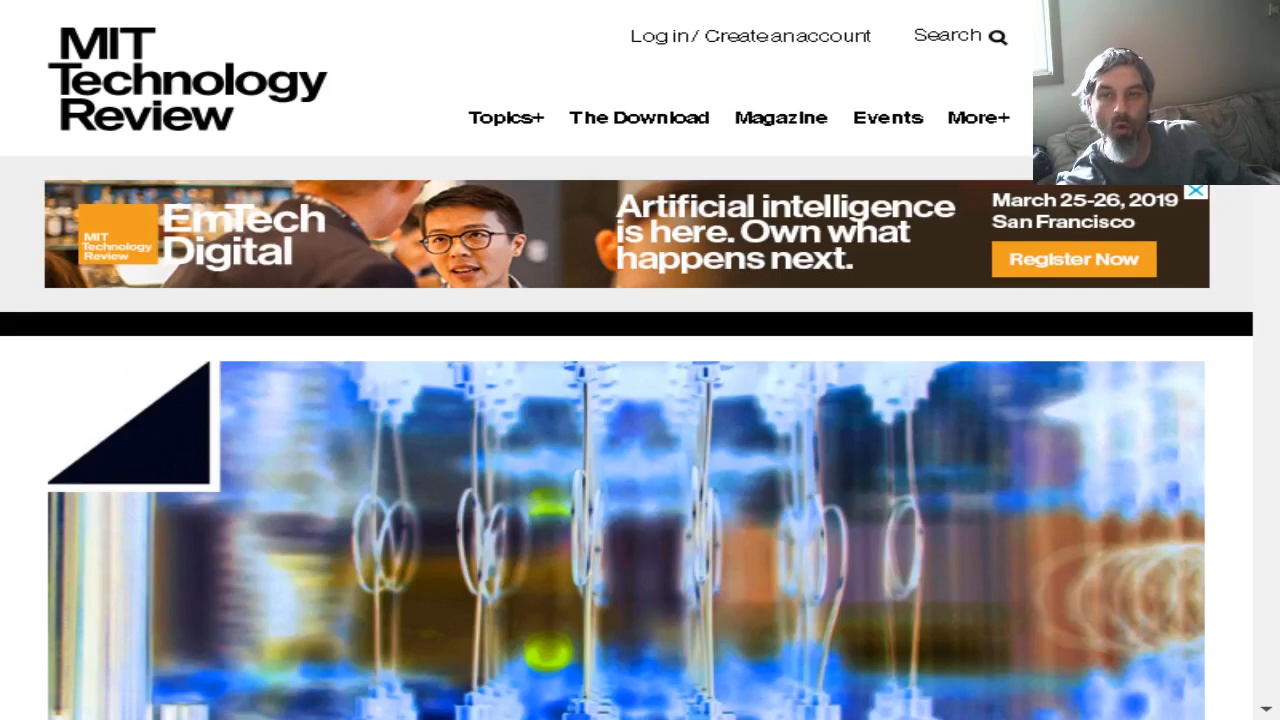 MIT
Technology
Review
Log in / Create an account
Search
Topics+
The Download
Magazine
Events
More+
MIT
Technology
Review
EmTech
Digital
Artificial intelligence
is here. Own what
happens next.
March 25-26, 2019
San Francisco
Register Now